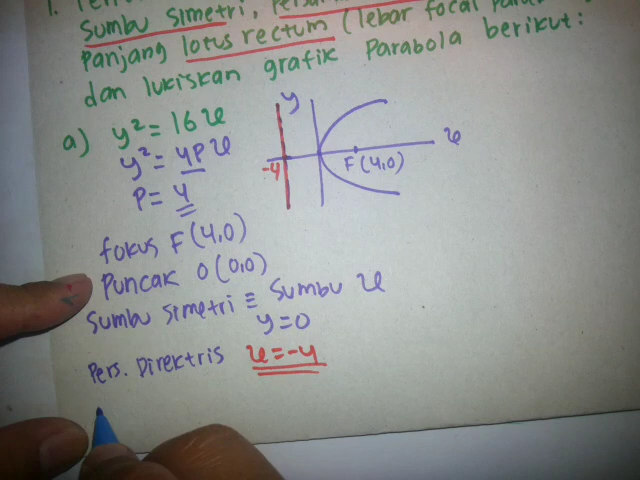 Sumbu simetri,
Panjang lotus rectum (lebar focal
dan lukiskan grafik Parabola berikut:
a) y² = 16x
y² = 4Px
P = 4
y
x
-4
F(4,0)
fokus F(4,0)
Puncak O(0,0)
Sumbu simetri ≡ Sumbu x
y=0
Pers. Direktris x=-4